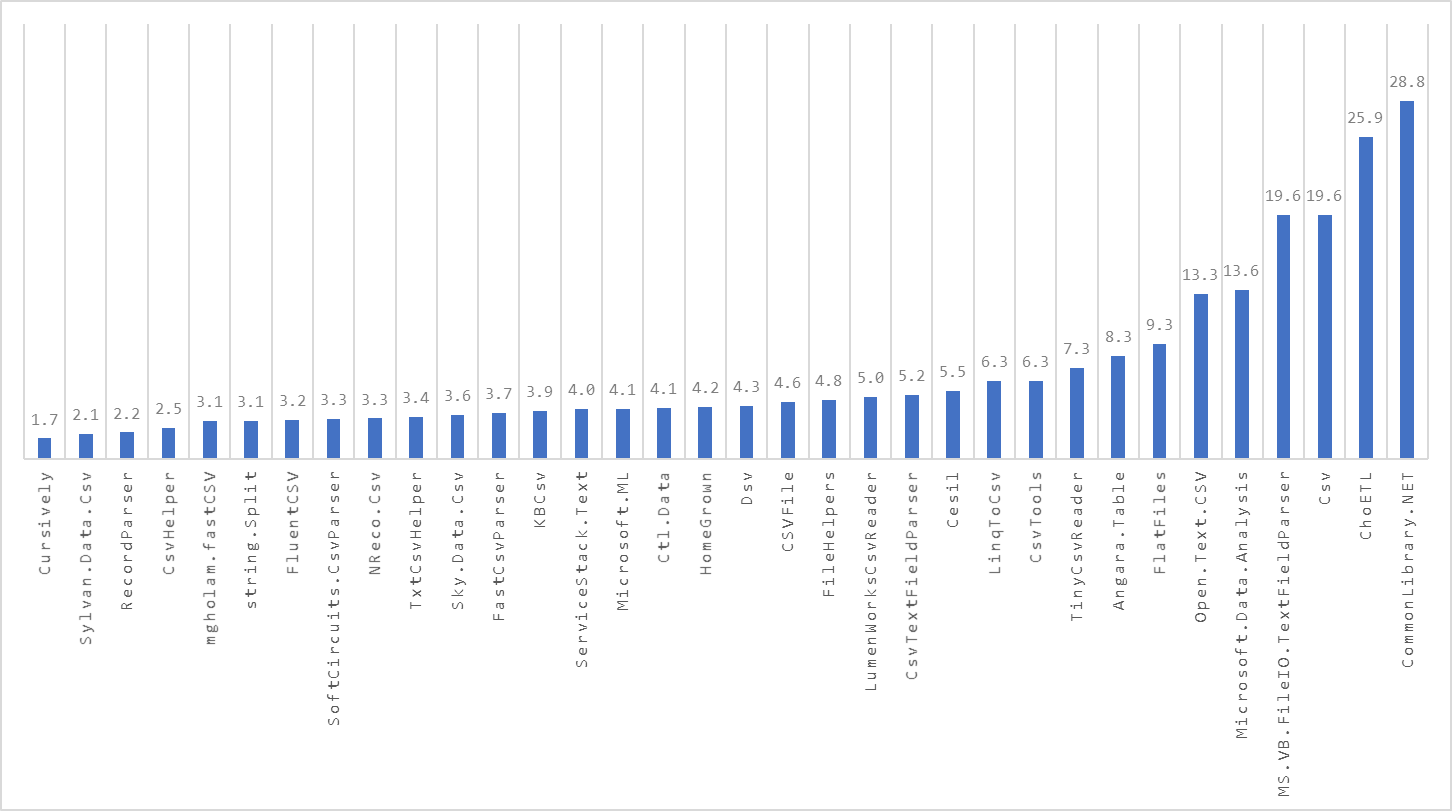 1.7
2.1
2.2
2.5
3.1
3.1
3.2
3.3
3.3
3.4
3.6
3.7
3.9
4.0
4.1
4.1
4.2
4.3
4.6
4.8
5.0
5.2
5.5
6.3
6.3
7.3
8.3
9.3
13.3
13.6
19.6
19.6
25.9
28.8
Cursively
Sylvan.Data.Csv
RecordParser
CsvHelper
mgholam.fastCSV
string.Split
FluentCSV
SoftCircuits.CsvParser
NReco.Csv
TxtCsvHelper
Sky.Data.Csv
FastCsvParser
KBCsv
ServiceStack.Text
Microsoft.ML
Ctl.Data
HomeGrown
Dsv
CSVFile
FileHelpers
LumenWorksCsvReader
CsvTextFieldParser
Cesil
LinqToCsv
CsvTools
TinyCsvReader
Angara.Table
FlatFiles
Open.Text.CSV
Microsoft.Data.Analysis
MS.VB.FileIO.TextFieldParser
Csv
ChoETL
CommonLibrary.NET